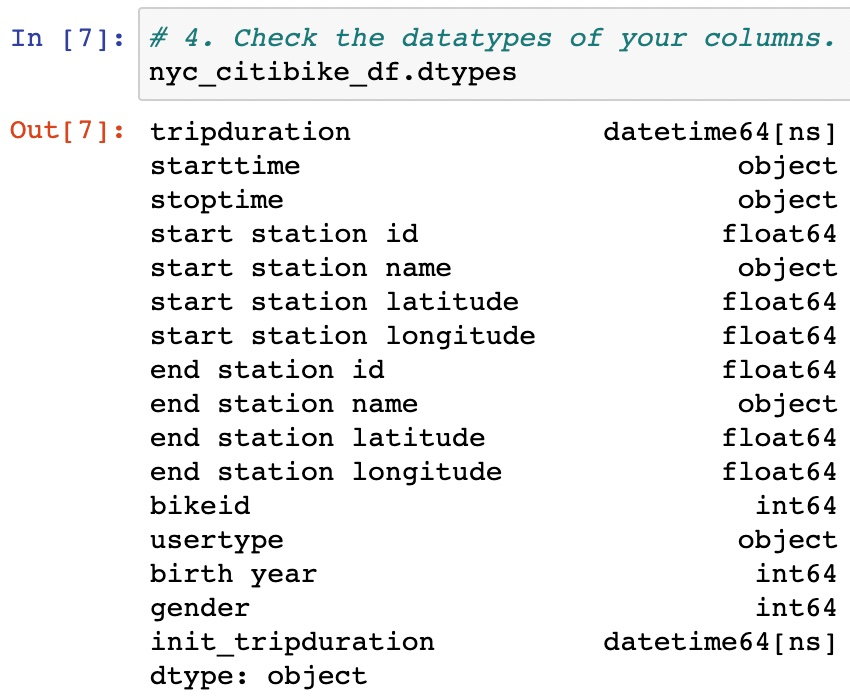 In [7]: # 4. Check the datatypes of your columns.
nyc_citibike_df.dtypes
Out[7]: tripduration datetime64[ns]
starttime object
stoptime object
start station id float64
start station name object
start station latitude float64
start station longitude float64
end station id float64
end station name object
end station latitude float64
end station longitude float64
bikeid int64
usertype object
birth year int64
gender int64
init_tripduration datetime64[ns]
dtype: object